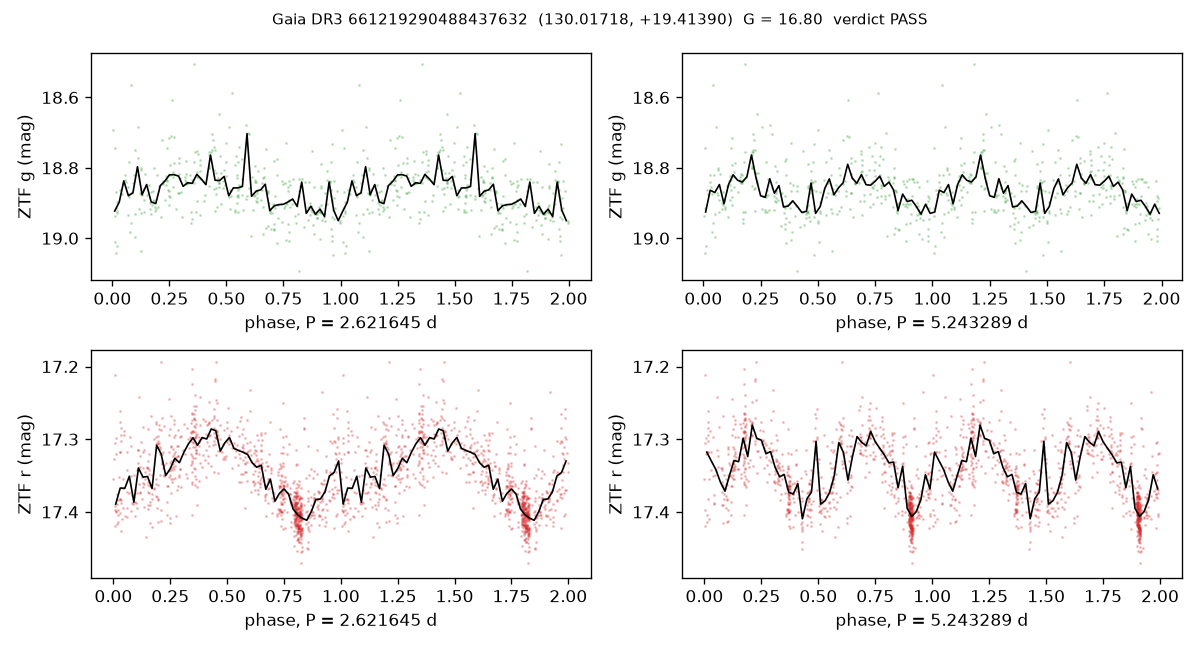 Gaia DR3 661219290488437632  (130.01718, +19.41390)  G = 16.80  verdict PASS
ZTF g (mag)
18.6
18.8
19.0
0.00 0.25 0.50 0.75 1.00 1.25 1.50 1.75 2.00
phase, P = 2.621645 d
ZTF g (mag)
18.6
18.8
19.0
0.00 0.25 0.50 0.75 1.00 1.25 1.50 1.75 2.00
phase, P = 5.243289 d
ZTF r (mag)
17.2
17.3
17.4
0.00 0.25 0.50 0.75 1.00 1.25 1.50 1.75 2.00
phase, P = 2.621645 d
ZTF r (mag)
17.2
17.3
17.4
0.00 0.25 0.50 0.75 1.00 1.25 1.50 1.75 2.00
phase, P = 5.243289 d